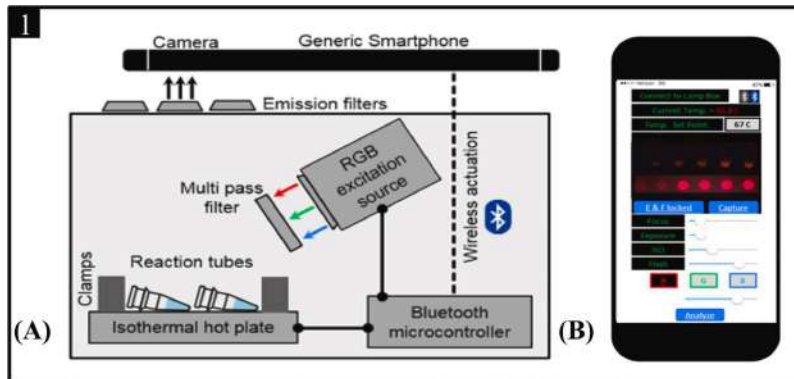 1
Camera
Generic Smartphone
Emission filters
RGB
excitation
source
Multi pass
filter
Wireless actuation
Reaction tubes
Clamps
Isothermal hot plate
Bluetooth
microcontroller
(A)
(B)
Connect to Lamp Box
Current Temp. =
Temp. Set Point
67 C
E & F locked
Capture
Focus
Exposure
ISO
Flash
G
Analyze